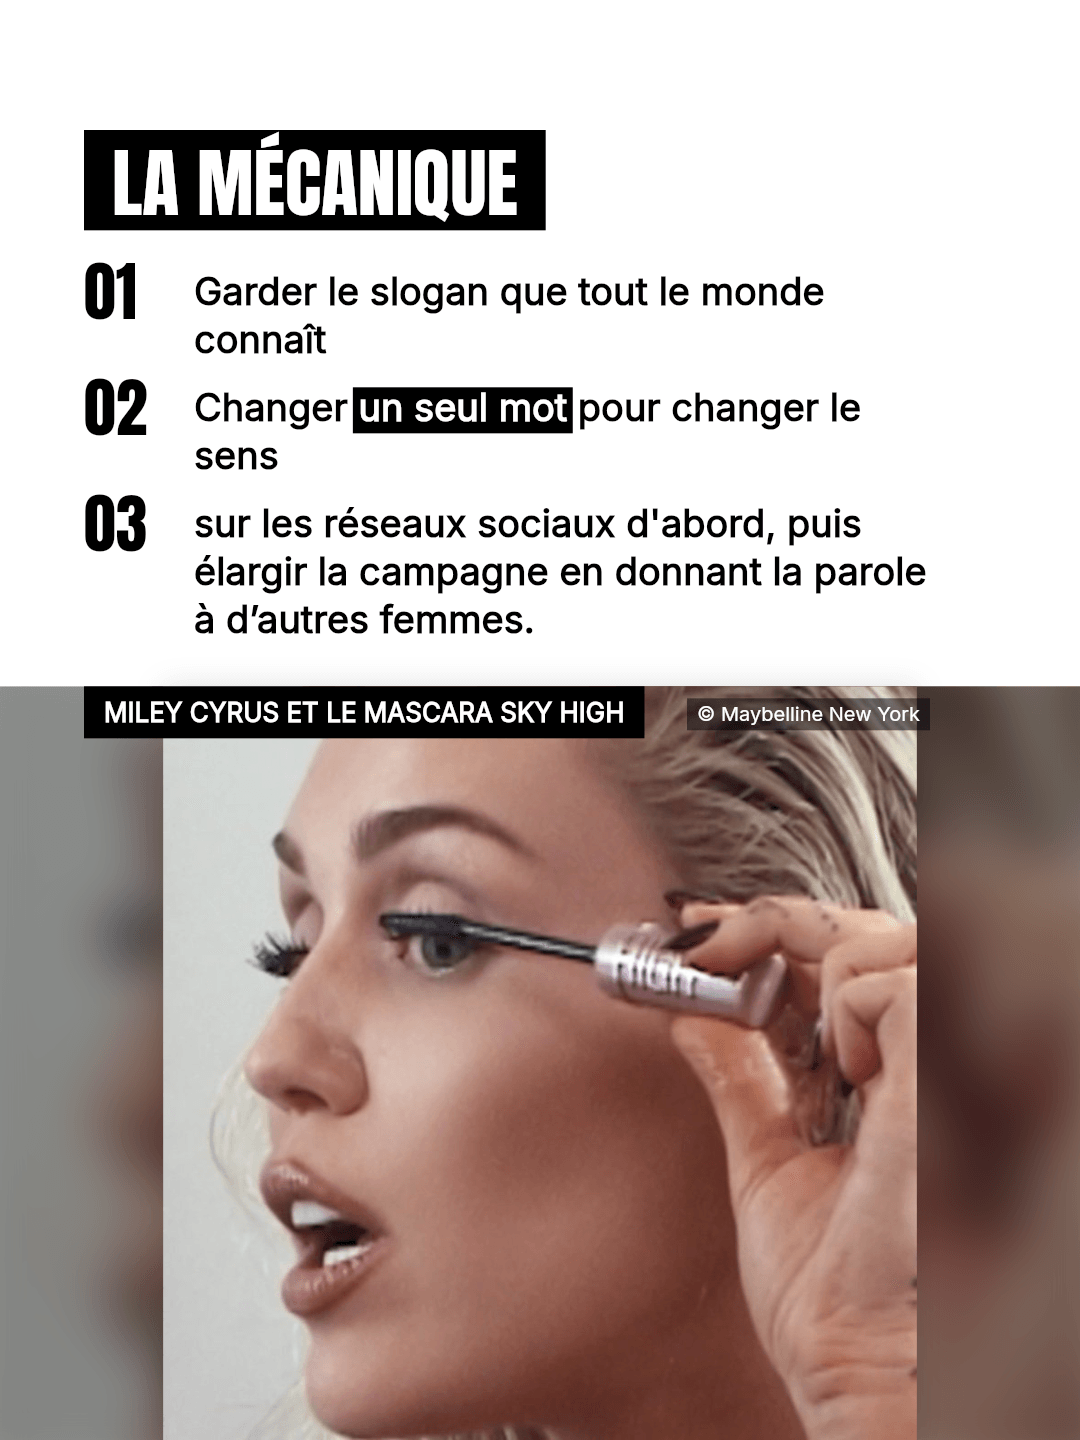 LA MÉCANIQUE
01 Garder le slogan que tout le monde
connaît
02 Changer un seul mot pour changer le
sens
03 sur les réseaux sociaux d'abord, puis
élargir la campagne en donnant la parole
à d’autres femmes.
MILEY CYRUS ET LE MASCARA SKY HIGH
© Maybelline New York
High